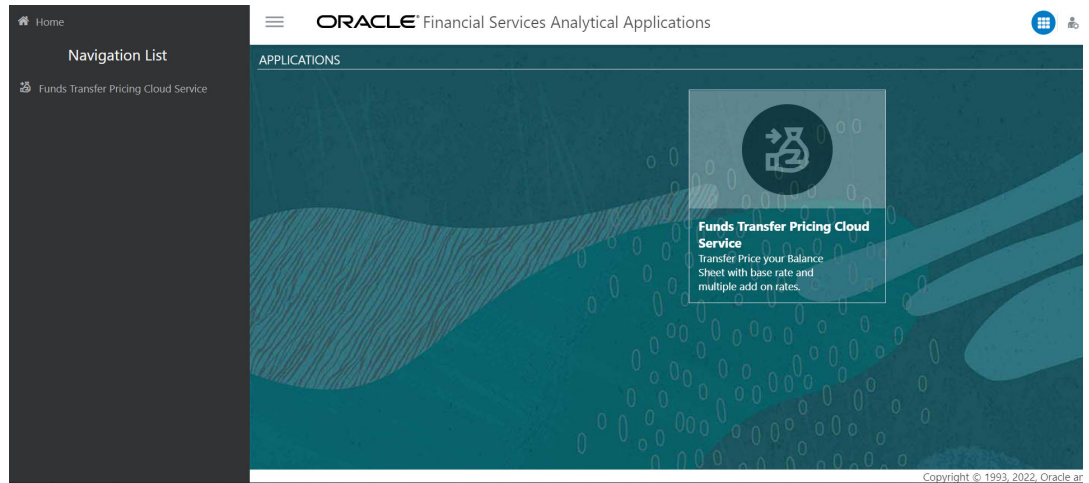 Home
Navigation List
Funds Transfer Pricing Cloud Service
ORACLE® Financial Services Analytical Applications
APPLICATIONS
Funds Transfer Pricing Cloud
Service
Transfer Price your Balance
Sheet with base rate and
multiple add on rates.
Copyright © 1993, 2022, Oracle ar